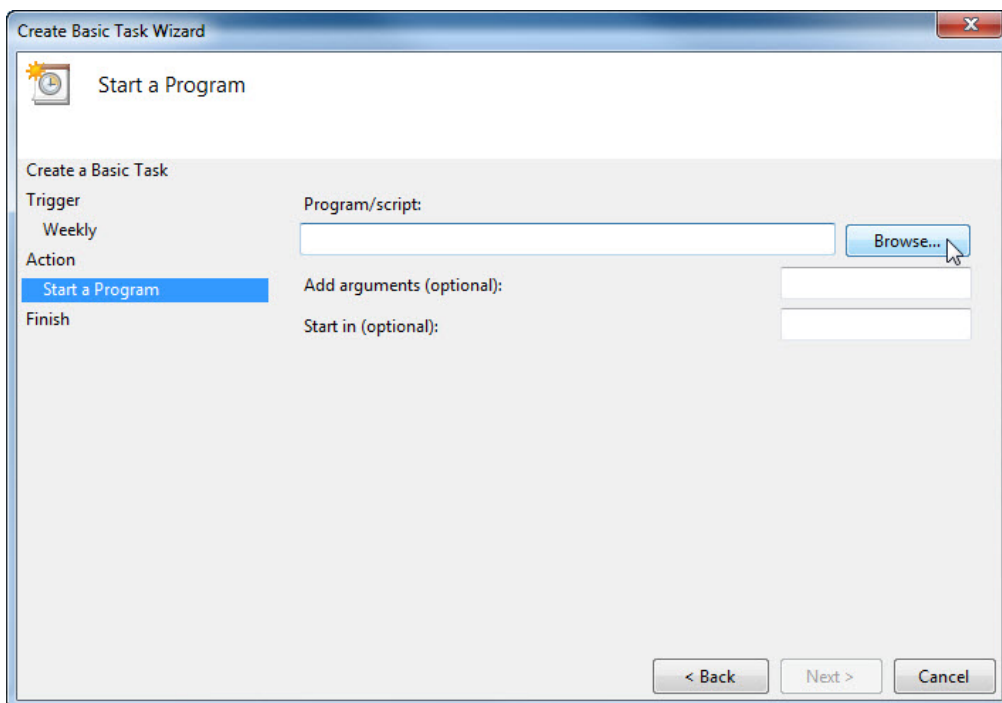 Create Basic Task Wizard
Start a Program
Create a Basic Task
Trigger
Weekly
Action
Start a Program
Finish
Program/script:
Browse...
Add arguments (optional):
Start in (optional):
< Back
Next >
Cancel